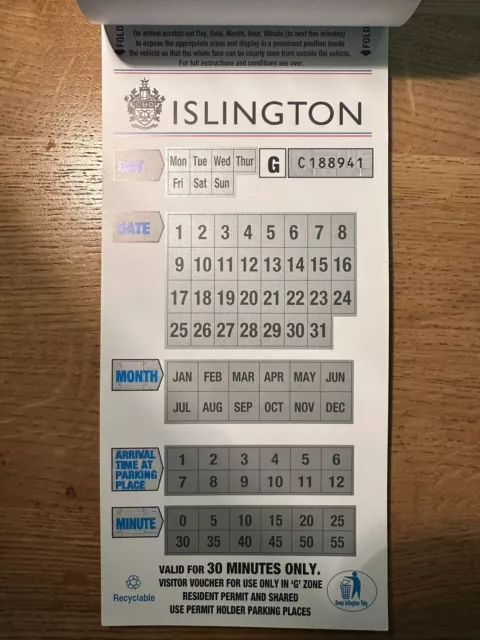 On arrival scratch out Day, Date, Month, Hour, Minute (to next five minutes)
to expose the appropriate areas and display in a prominent position inside
the vehicle so that the whole face can be clearly seen from outside the vehicle.
For full instructions and conditions see over.
FOLD
FOLD
ISLINGTON
DAY
Mon Tue Wed Thur
Fri Sat Sun
G
C188941
DATE
1 2 3 4 5 6 7 8
9 10 11 12 13 14 15 16
17 18 19 20 21 22 23 24
25 26 27 28 29 30 31
MONTH
JAN FEB MAR APR MAY JUN
JUL AUG SEP OCT NOV DEC
ARRIVAL
TIME AT
PARKING
PLACE
1 2 3 4 5 6
7 8 9 10 11 12
MINUTE
0 5 10 15 20 25
30 35 40 45 50 55
VALID FOR 30 MINUTES ONLY.
VISITOR VOUCHER FOR USE ONLY IN 'G' ZONE
RESIDENT PERMIT AND SHARED
USE PERMIT HOLDER PARKING PLACES
Recyclable
Keep Islington Tidy